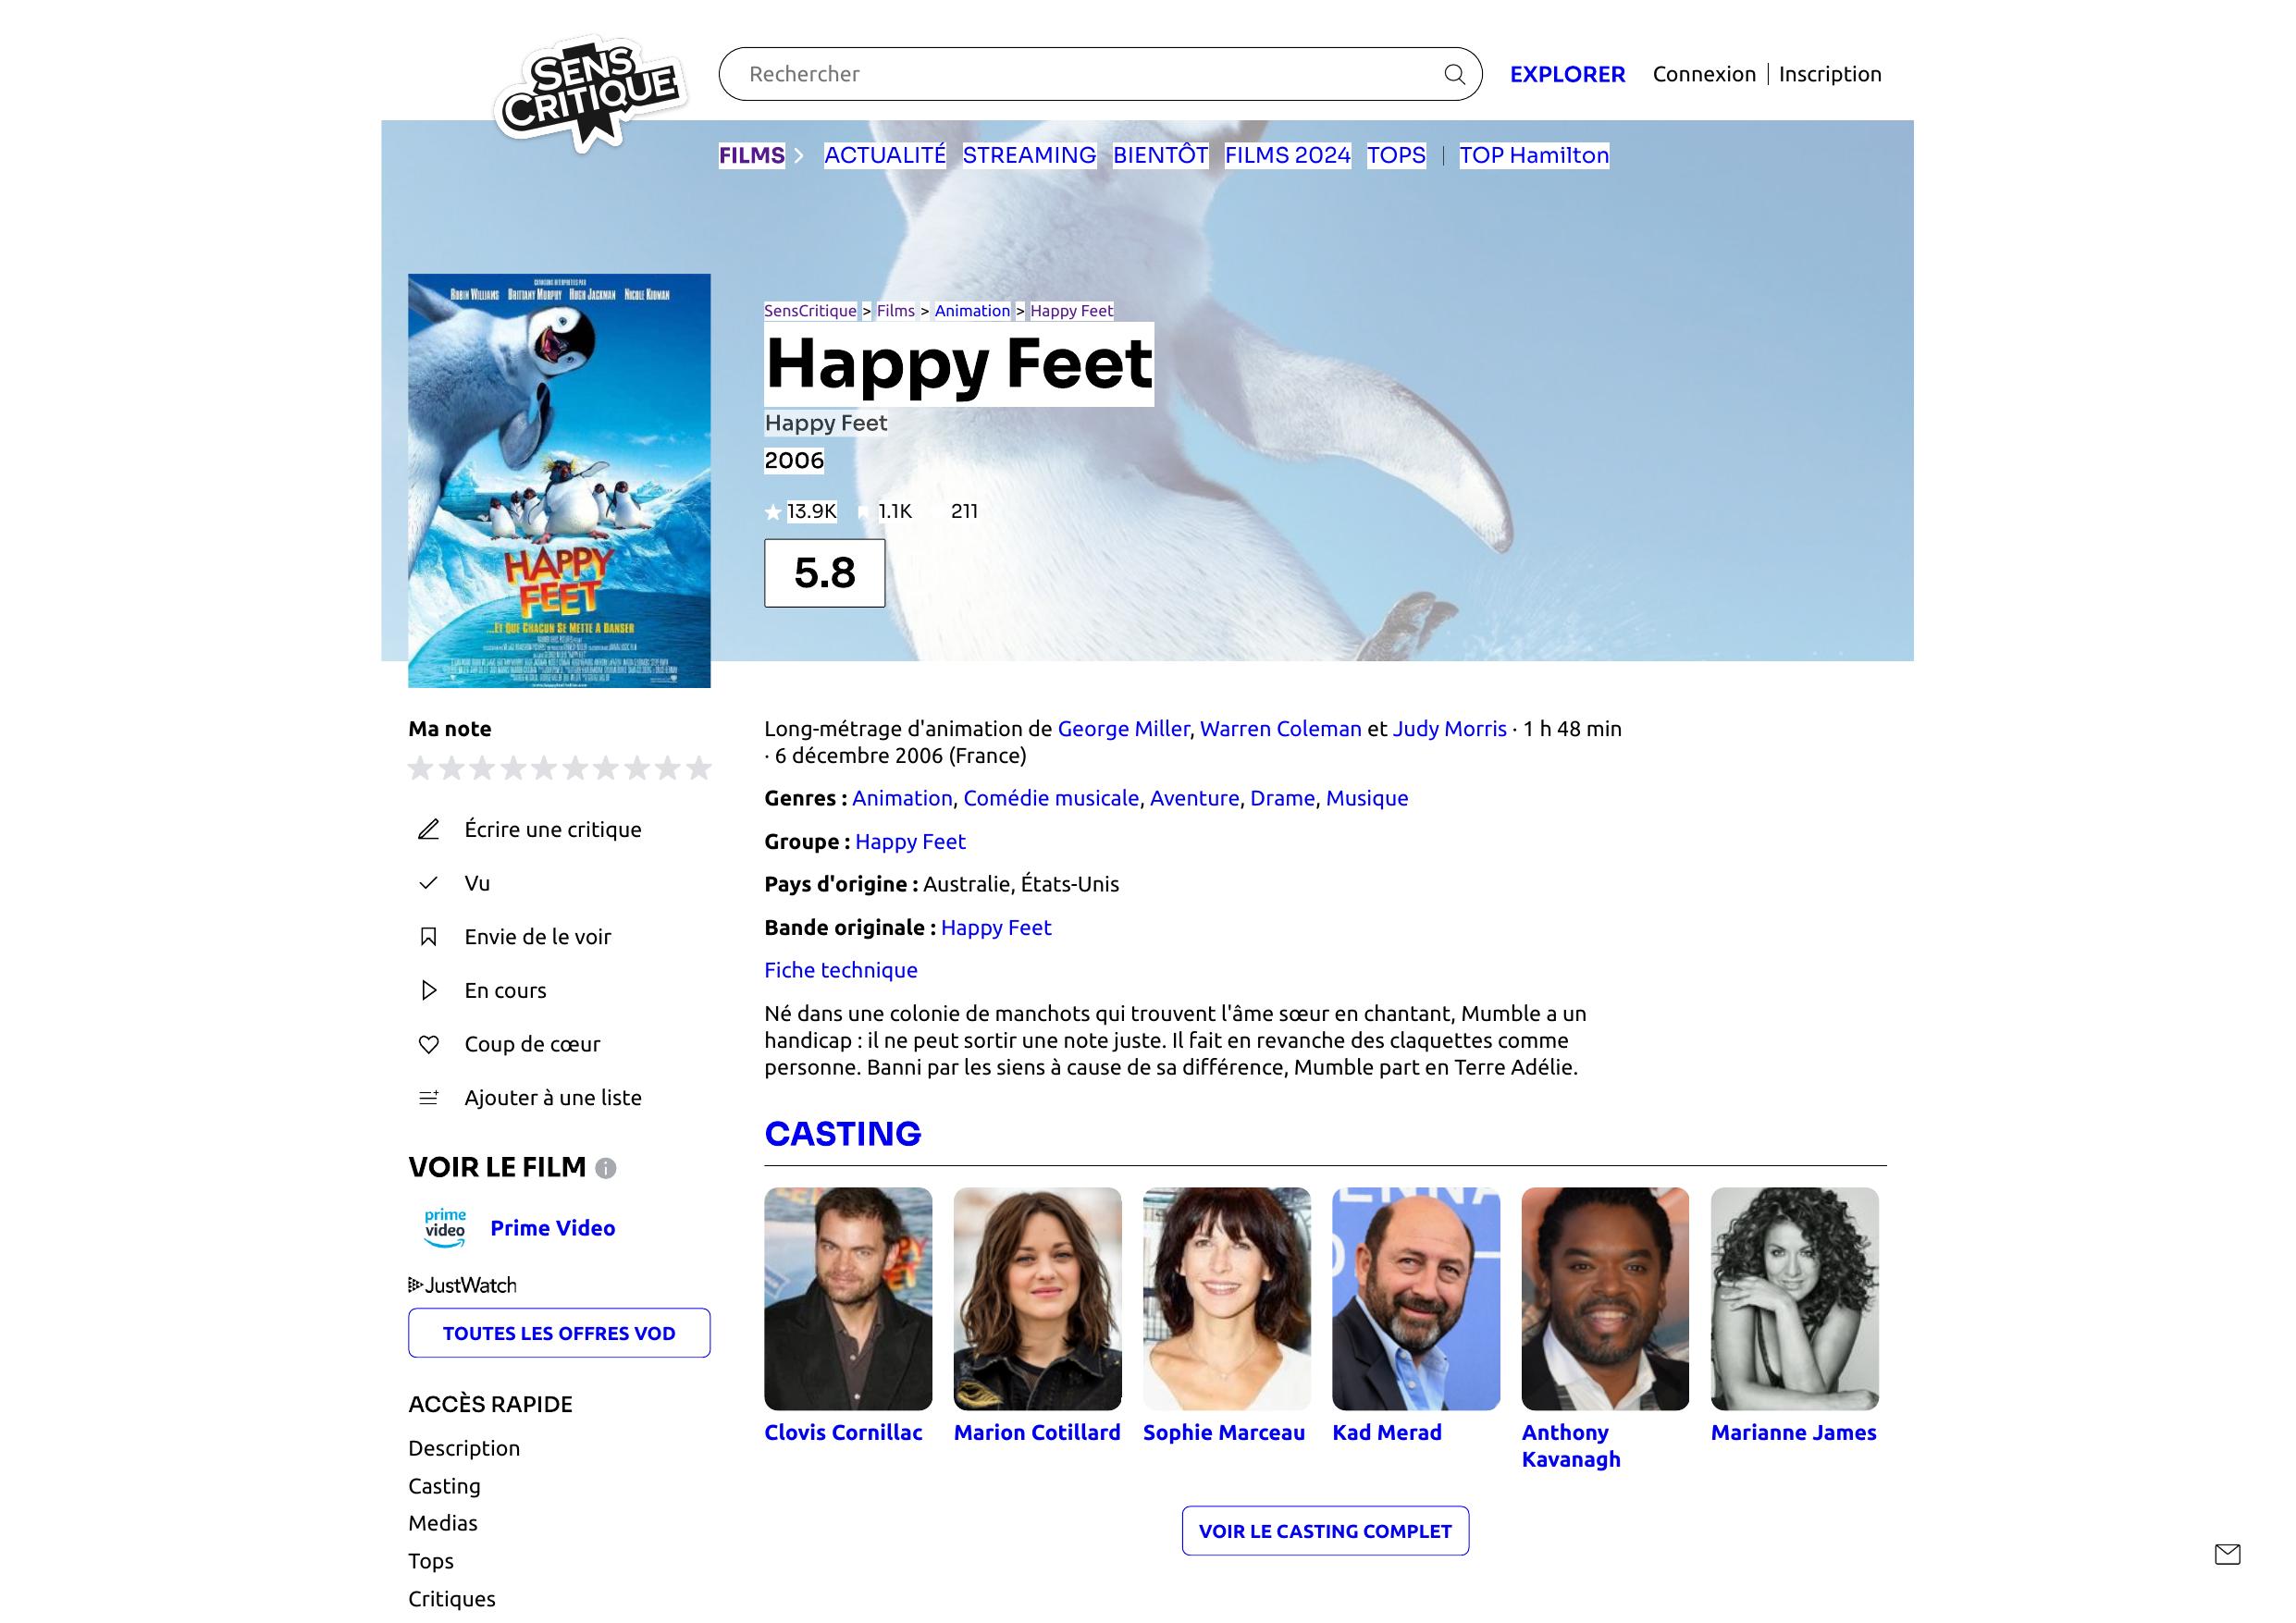 SENS
CRITIQUE
Rechercher
EXPLORER
Connexion | Inscription
FILMS
ACTUALITÉ
STREAMING
BIENTÔT
FILMS 2024
TOPS
TOP Hamilton
ROBIN WILLIAMS BRITTANY MURPHY HUGH JACKMAN NICOLE KIDMAN
HAPPY
FEET
...ET QUE CHACUN SE METTE A DANSER
SensCritique > Films > Animation > Happy Feet
Happy Feet
Happy Feet
2006
13.9K 1.1K 211
5.8
Ma note
Écrire une critique
Vu
Envie de le voir
En cours
Coup de cœur
Ajouter à une liste
VOIR LE FILM
prime
video
Prime Video
JustWatch
TOUTES LES OFFRES VOD
ACCÈS RAPIDE
Description
Casting
Medias
Tops
Critiques
Long-métrage d'animation de George Miller, Warren Coleman et Judy Morris · 1 h 48 min
· 6 décembre 2006 (France)
Genres : Animation, Comédie musicale, Aventure, Drame, Musique
Groupe : Happy Feet
Pays d'origine : Australie, États-Unis
Bande originale : Happy Feet
Fiche technique
Né dans une colonie de manchots qui trouvent l'âme sœur en chantant, Mumble a un
handicap : il ne peut sortir une note juste. Il fait en revanche des claquettes comme
personne. Banni par les siens à cause de sa différence, Mumble part en Terre Adélie.
CASTING
Clovis Cornillac
Marion Cotillard
Sophie Marceau
Kad Merad
Anthony
Kavanagh
Marianne James
VOIR LE CASTING COMPLET